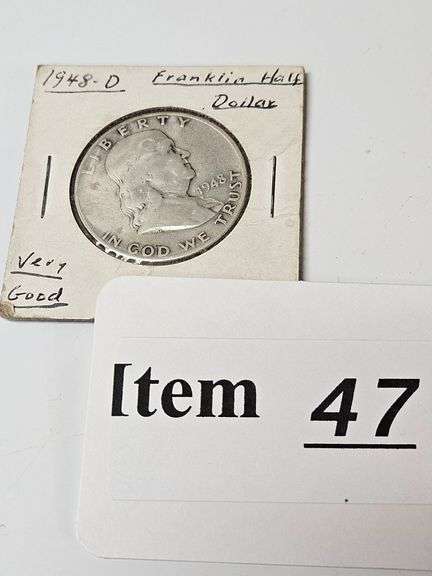 1948-D Franklin Half
Dollar
LIBERTY
1948
IN GOD WE TRUST
Very
Good
Item 47